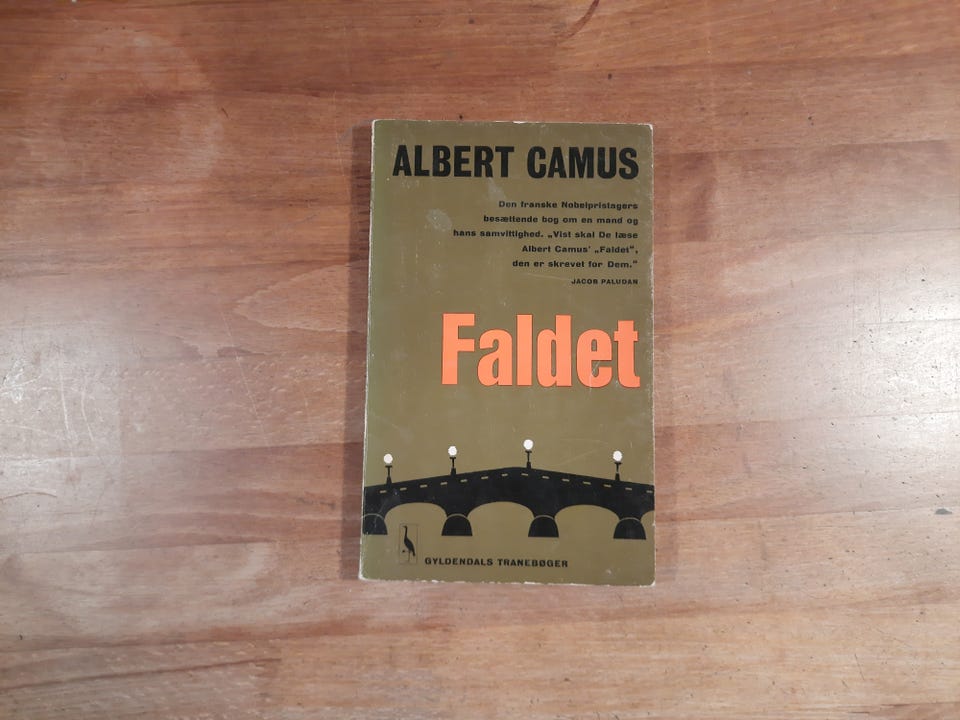 ALBERT CAMUS
Den franske Nobelpristagers
besættende bog om en mand og
hans samvittighed. „Vist skal De læse
Albert Camus' „Faldet“,
den er skrevet for Dem.“
JACOB PALUDAN
Faldet
GYLDENDALS TRANEBØGER